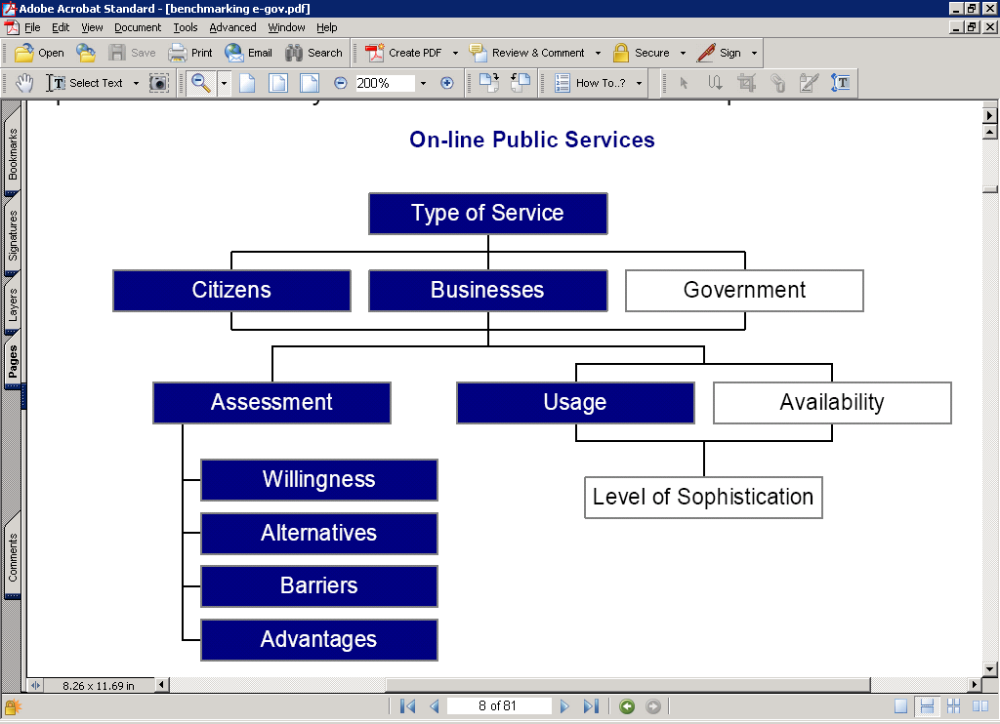 Adobe Acrobat Standard - [benchmarking e-gov.pdf]
File Edit View Document Tools Advanced Window Help
Open Save Print Email Search Create PDF Review & Comment Secure Sign
Select Text 200% How To..?
On-line Public Services
Type of Service
Citizens Businesses Government
Assessment Usage Availability
Willingness
Level of Sophistication
Alternatives
Barriers
Advantages
Bookmarks
Signatures
Layers
Pages
Comments
8.26 x 11.69 in
8 of 81